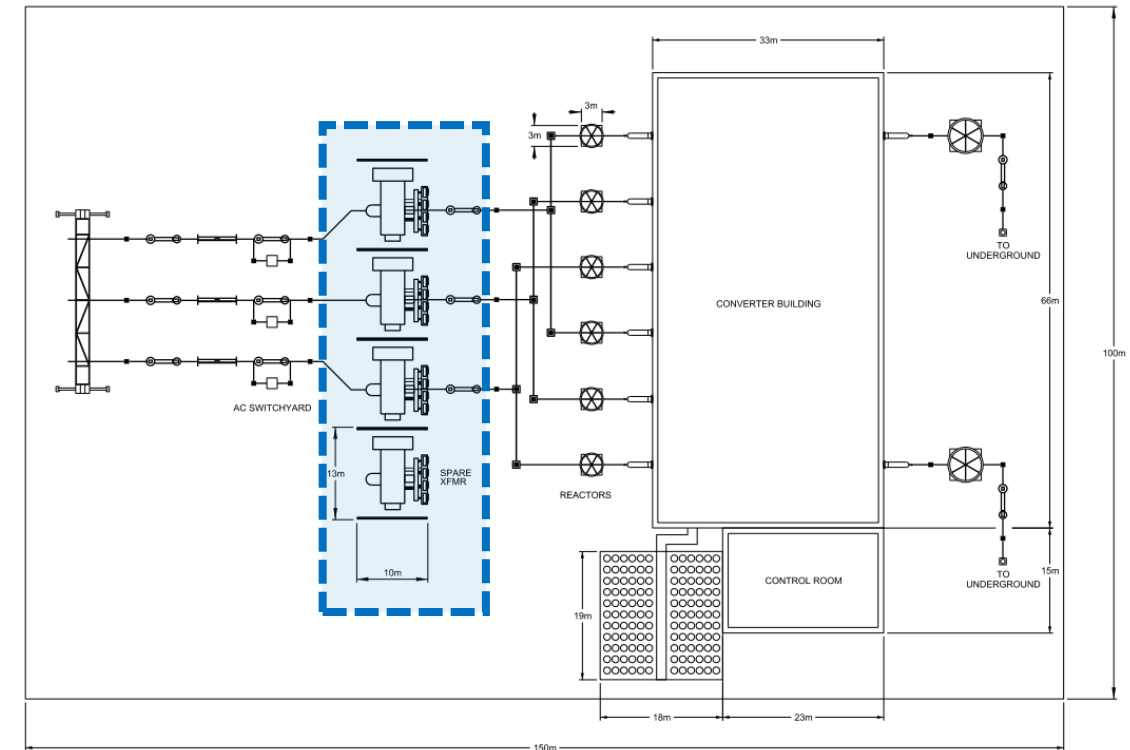 33m
3m
3m
TO
UNDERGROUND
CONVERTER BUILDING
66m
100m
AC SWITCHYARD
13m
SPARE
XFMR
REACTORS
10m
CONTROL ROOM
TO
UNDERGROUND
15m
19m
18m
23m
150m